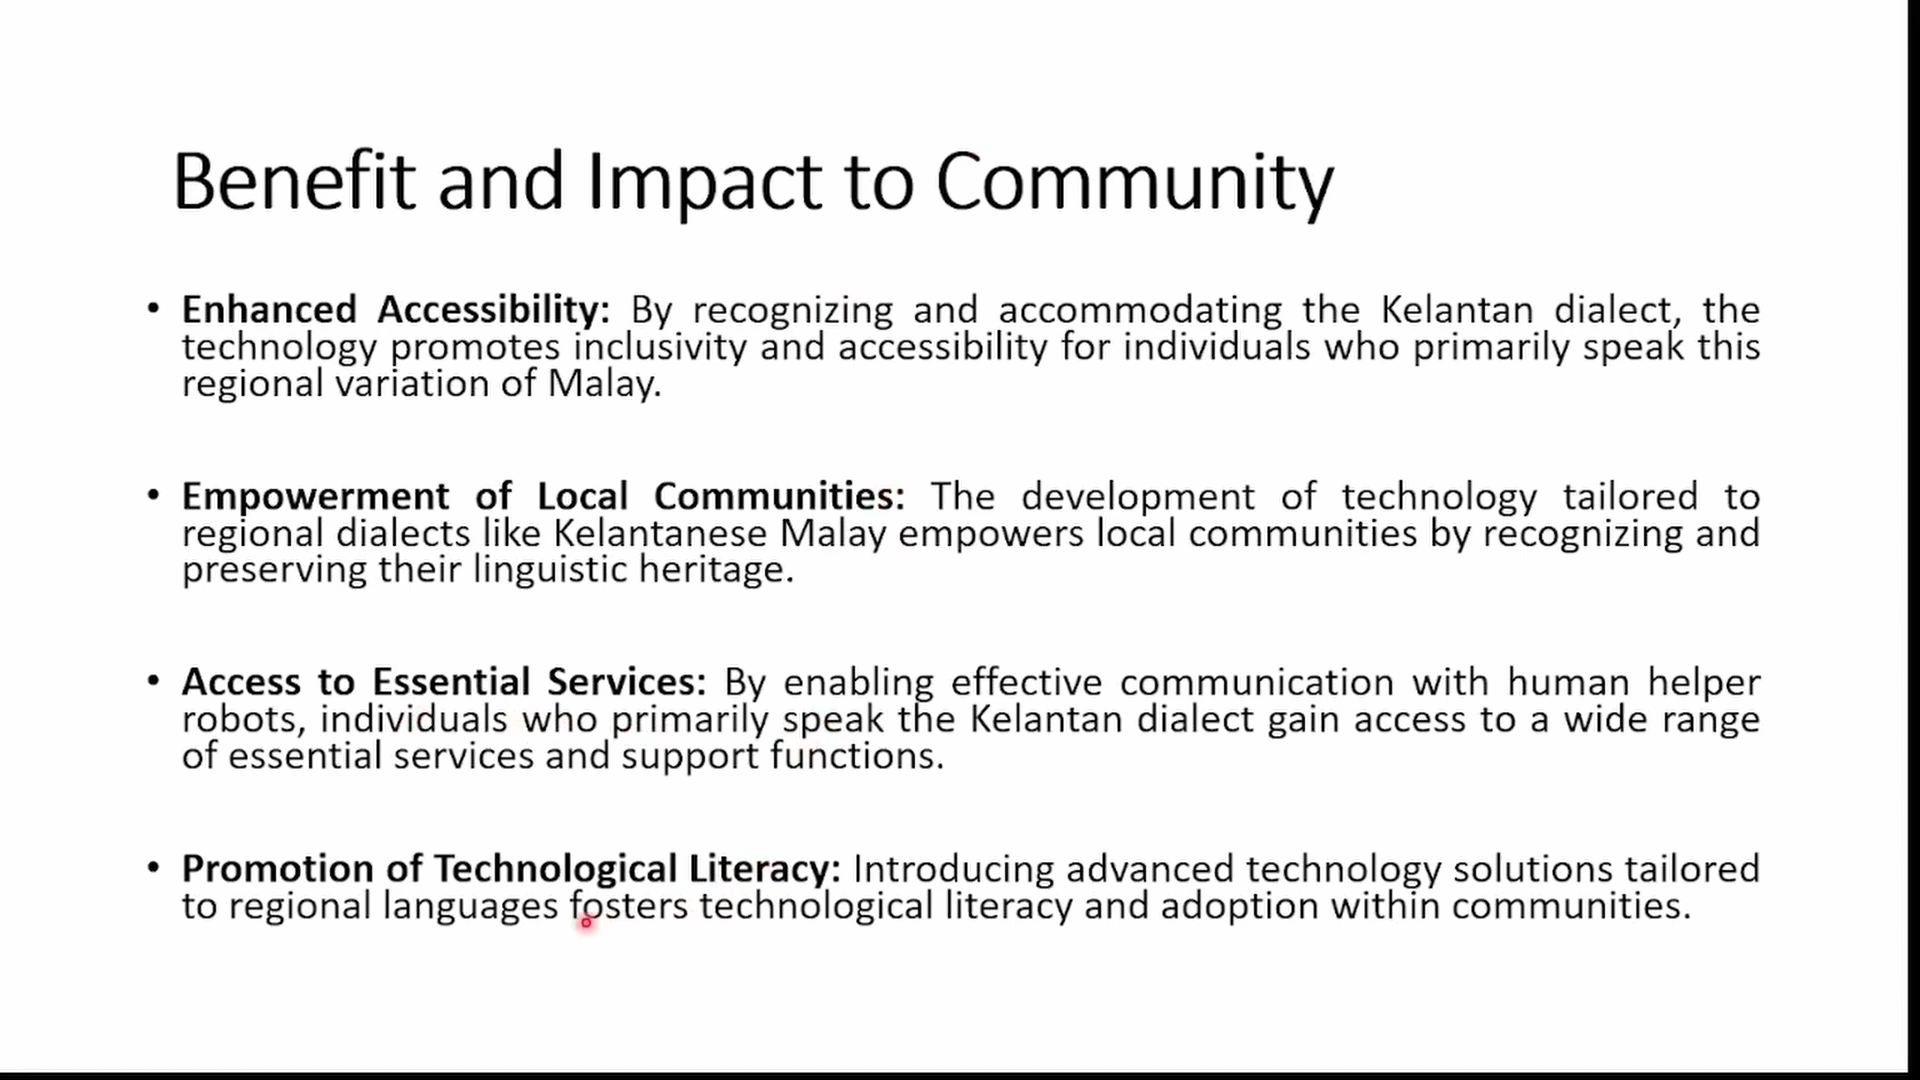 Benefit and Impact to Community
• Enhanced Accessibility: By recognizing and accommodating the Kelantan dialect, the
technology promotes inclusivity and accessibility for individuals who primarily speak this
regional variation of Malay.
• Empowerment of Local Communities: The development of technology tailored to
regional dialects like Kelantanese Malay empowers local communities by recognizing and
preserving their linguistic heritage.
• Access to Essential Services: By enabling effective communication with human helper
robots, individuals who primarily speak the Kelantan dialect gain access to a wide range
of essential services and support functions.
• Promotion of Technological Literacy: Introducing advanced technology solutions tailored
to regional languages fosters technological literacy and adoption within communities.